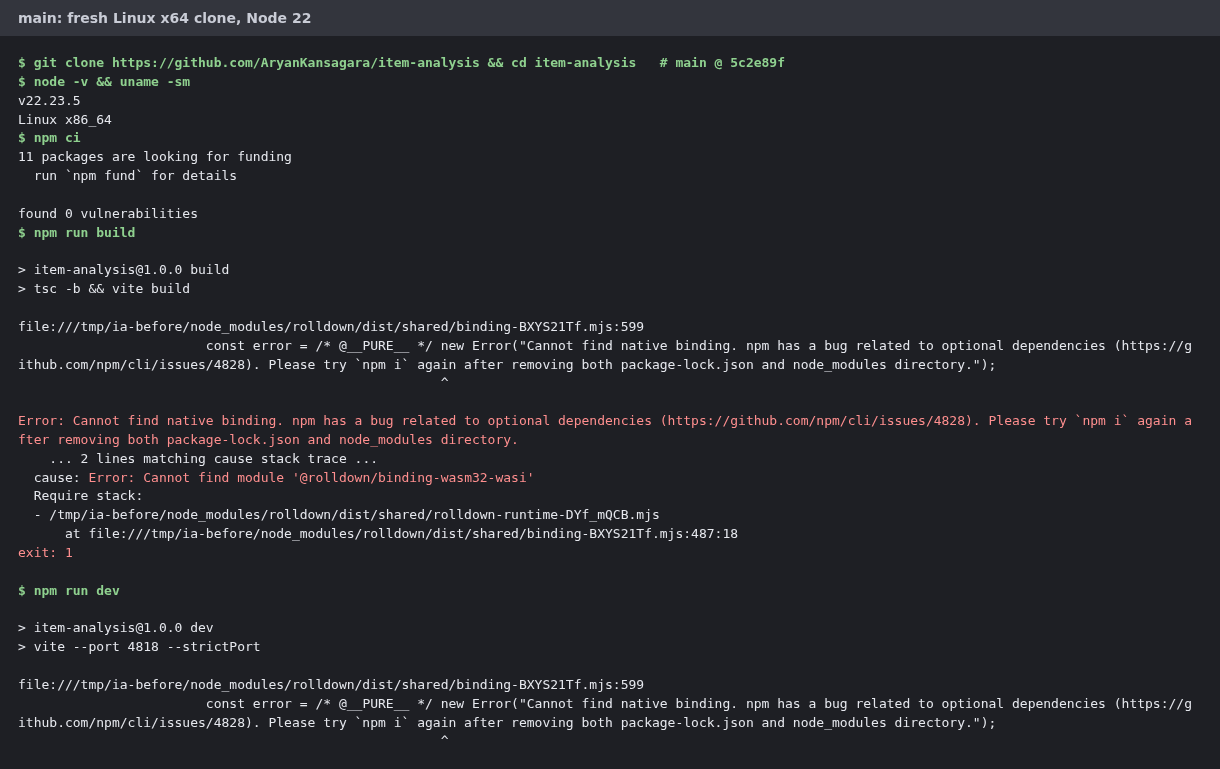 main: fresh Linux x64 clone, Node 22
$ git clone https://github.com/AryanKansagara/item-analysis && cd item-analysis   # main @ 5c2e89f
$ node -v && uname -sm
v22.23.5
Linux x86_64
$ npm ci
11 packages are looking for funding
  run `npm fund` for details
found 0 vulnerabilities
$ npm run build
> item-analysis@1.0.0 build
> tsc -b && vite build
file:///tmp/ia-before/node_modules/rolldown/dist/shared/binding-BXYS21Tf.mjs:599
                        const error = /* @__PURE__ */ new Error("Cannot find native binding. npm has a bug related to optional dependencies (https://g
ithub.com/npm/cli/issues/4828). Please try `npm i` again after removing both package-lock.json and node_modules directory.");
                                                      ^
Error: Cannot find native binding. npm has a bug related to optional dependencies (https://github.com/npm/cli/issues/4828). Please try `npm i` again a
fter removing both package-lock.json and node_modules directory.
    ... 2 lines matching cause stack trace ...
  cause: Error: Cannot find module '@rolldown/binding-wasm32-wasi'
  Require stack:
  - /tmp/ia-before/node_modules/rolldown/dist/shared/rolldown-runtime-DYf_mQCB.mjs
      at file:///tmp/ia-before/node_modules/rolldown/dist/shared/binding-BXYS21Tf.mjs:487:18
exit: 1
$ npm run dev
> item-analysis@1.0.0 dev
> vite --port 4818 --strictPort
file:///tmp/ia-before/node_modules/rolldown/dist/shared/binding-BXYS21Tf.mjs:599
                        const error = /* @__PURE__ */ new Error("Cannot find native binding. npm has a bug related to optional dependencies (https://g
ithub.com/npm/cli/issues/4828). Please try `npm i` again after removing both package-lock.json and node_modules directory.");
                                                      ^